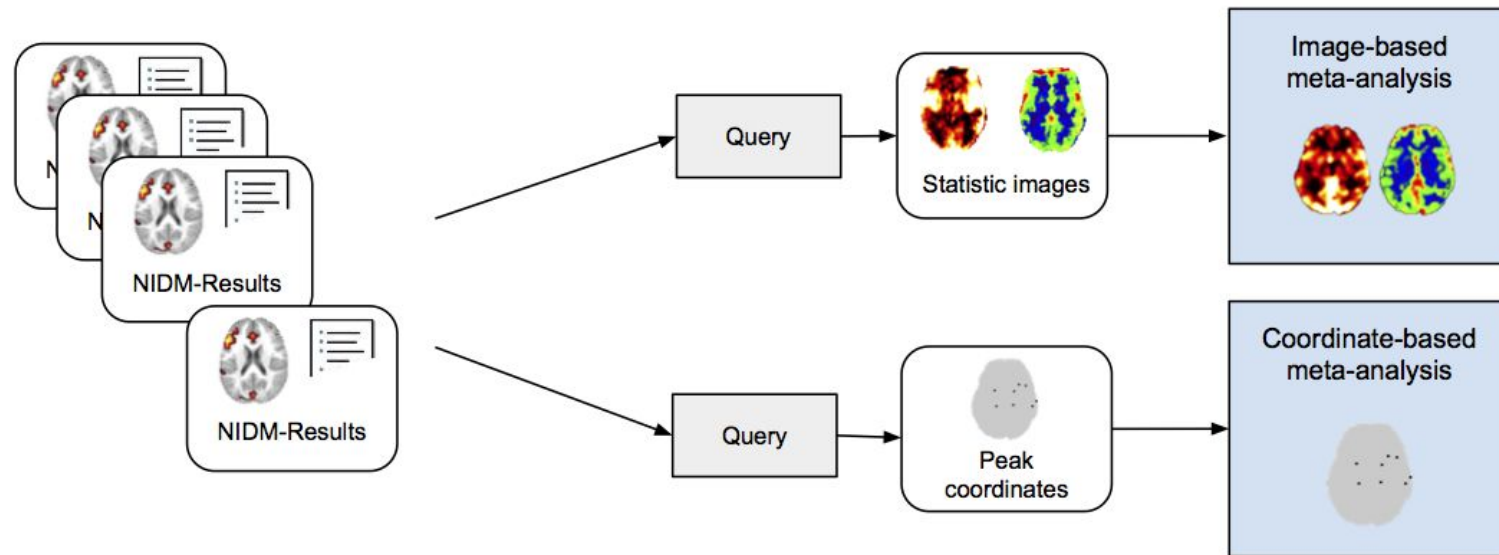 N
N
NIDM-Results
NIDM-Results
Query
Statistic images
Image-based
meta-analysis
Query
Peak
coordinates
Coordinate-based
meta-analysis